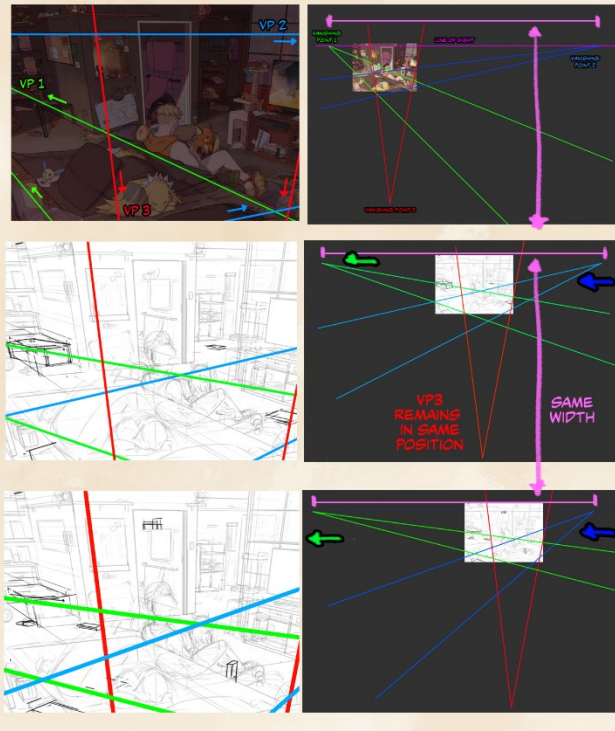 VP 2
VP 1
VP 3
VANISHING
POINT 1
LINE OF SIGHT
VANISHING
POINT 2
VANISHING POINT 3
VP3
REMAINS
IN SAME
POSITION
SAME
WIDTH